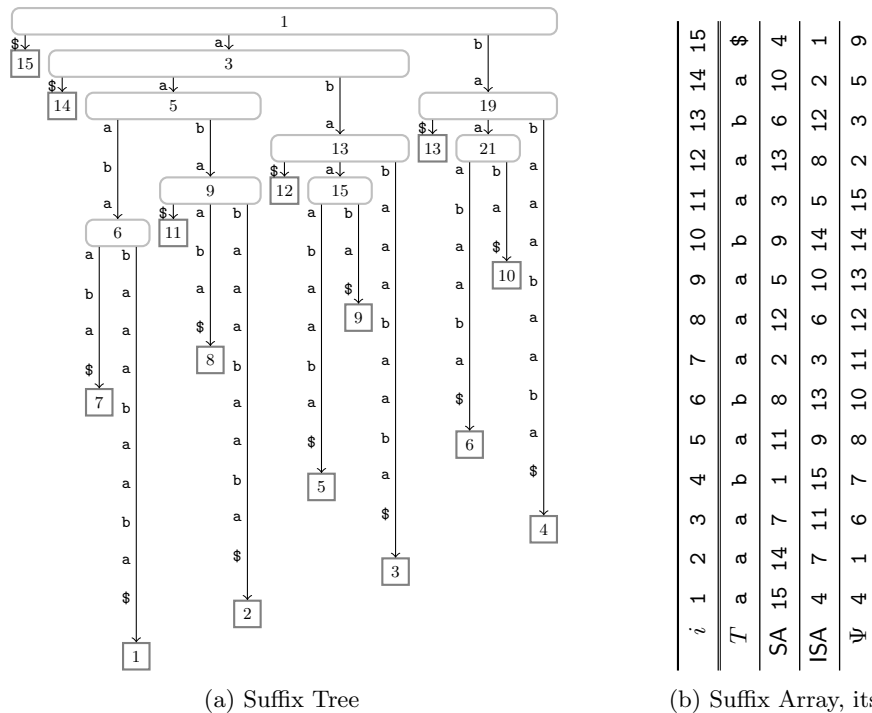 1
$ a b
15 3 a
$ a b
14 5 a 19
a b $ a b
b a 13 13 21
a 9 $ a b a b
6 $ a b 12 15
11
a b a $
7
b a a a b a a b a $
1
a b a $
8
b a a a b a a b a $
2
a b a a b a $
5
b a $
9
b a a a b a a b a $
3
a b a a b a $
6
b a $
10
b a a a b a a b a $
4
(a) Suffix Tree
i 1 2 3 4 5 6 7 8 9 10 11 12 13 14 15
T a a a b a b a a a b a a b a $
SA 15 14 7 1 11 8 2 12 5 9 3 13 6 10 4
ISA 4 7 11 15 9 13 3 6 10 14 5 8 12 2 1
Ψ 4 1 6 7 8 10 11 12 13 14 15 2 3 5 9
(b) Suffix Array, its